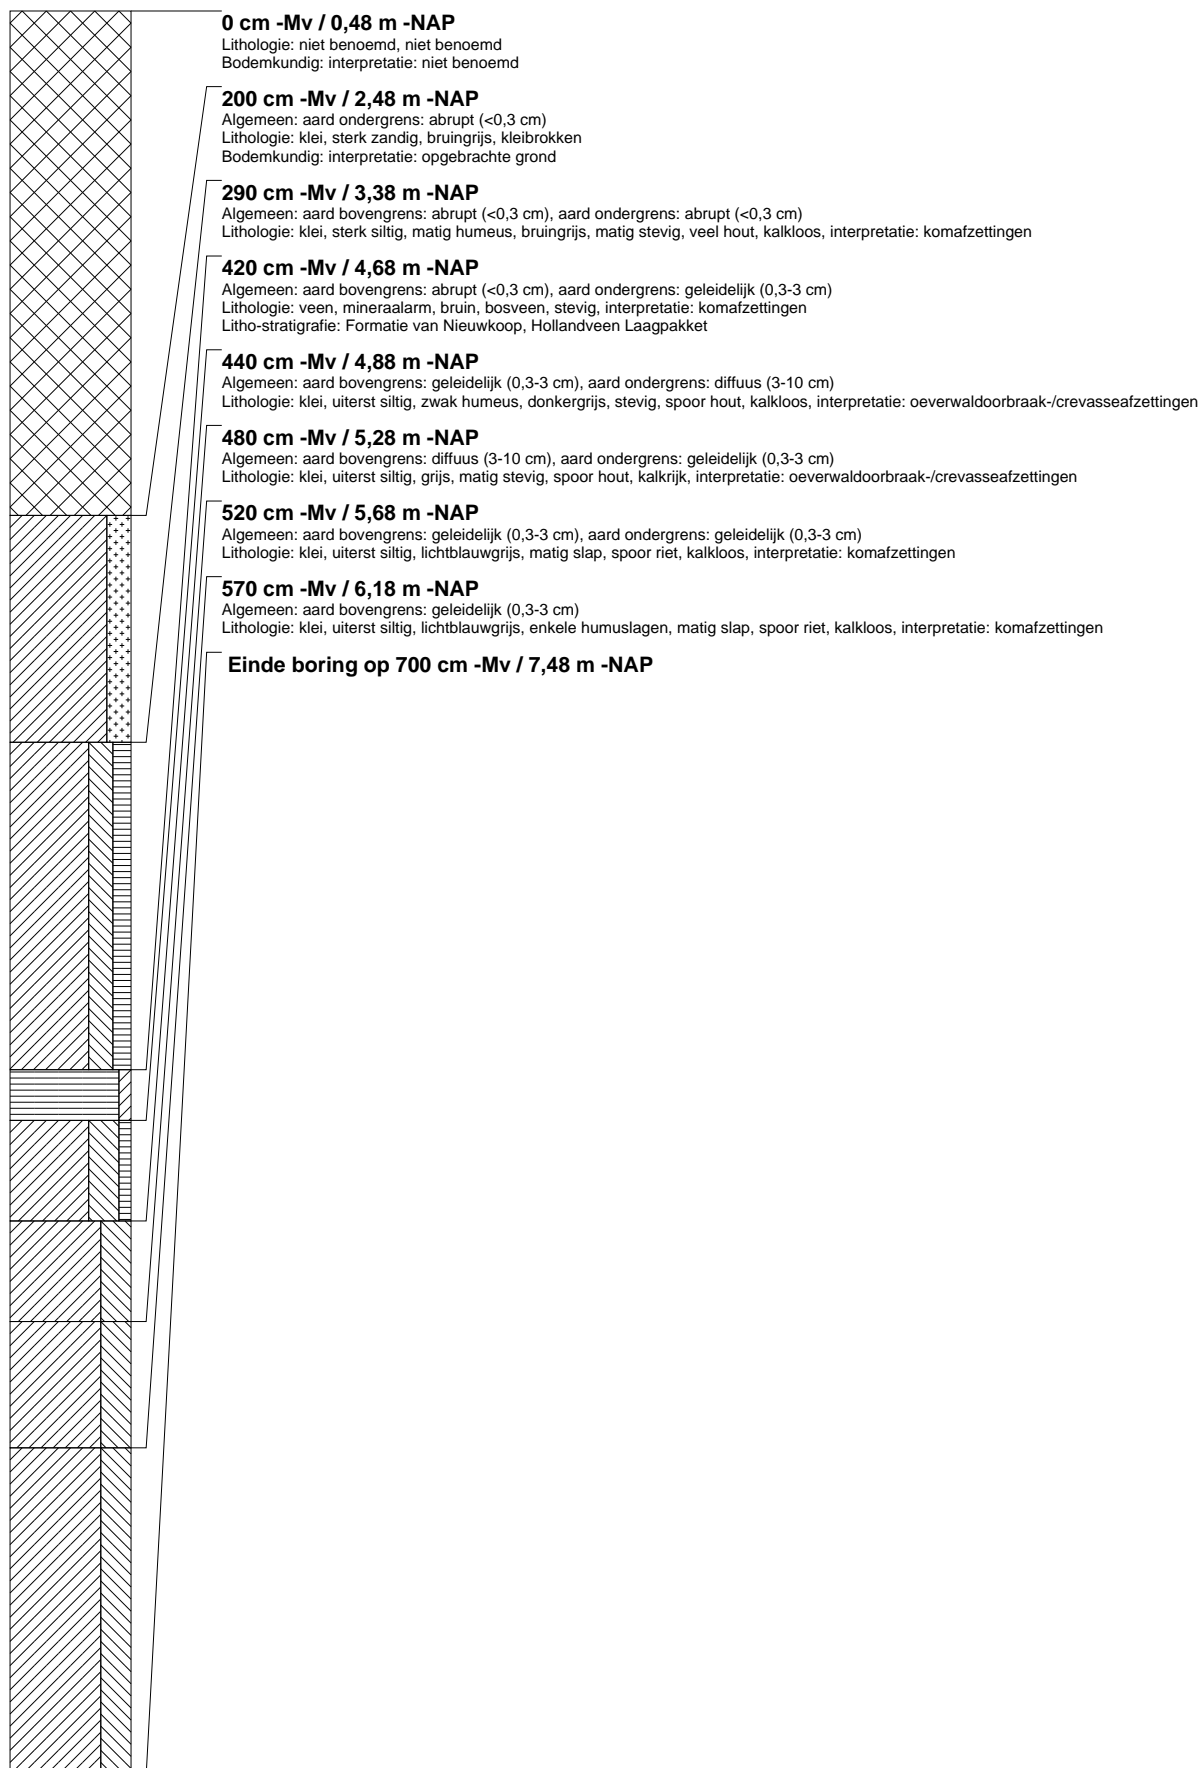 0 cm -Mv / 0,48 m -NAP
Lithologie: niet benoemd, niet benoemd
Bodemkundig: interpretatie: niet benoemd
200 cm -Mv / 2,48 m -NAP
Algemeen: aard ondergrens: abrupt (<0,3 cm)
Lithologie: klei, sterk zandig, bruingrijs, kleibrokken
Bodemkundig: interpretatie: opgebrachte grond
290 cm -Mv / 3,38 m -NAP
Algemeen: aard bovengrens: abrupt (<0,3 cm), aard ondergrens: abrupt (<0,3 cm)
Lithologie: klei, sterk siltig, matig humeus, bruingrijs, matig stevig, veel hout, kalkloos, interpretatie: komafzettingen
420 cm -Mv / 4,68 m -NAP
Algemeen: aard bovengrens: abrupt (<0,3 cm), aard ondergrens: geleidelijk (0,3-3 cm)
Lithologie: veen, mineraalarm, bruin, bosveen, stevig, interpretatie: komafzettingen
Litho-stratigrafie: Formatie van Nieuwkoop, Hollandveen Laagpakket
440 cm -Mv / 4,88 m -NAP
Algemeen: aard bovengrens: geleidelijk (0,3-3 cm), aard ondergrens: diffuus (3-10 cm)
Lithologie: klei, uiterst siltig, zwak humeus, donkergrijs, stevig, spoor hout, kalkloos, interpretatie: oeverwaldoorbraak-/crevasseafzettingen
480 cm -Mv / 5,28 m -NAP
Algemeen: aard bovengrens: diffuus (3-10 cm), aard ondergrens: geleidelijk (0,3-3 cm)
Lithologie: klei, uiterst siltig, grijs, matig stevig, spoor hout, kalkrijk, interpretatie: oeverwaldoorbraak-/crevasseafzettingen
520 cm -Mv / 5,68 m -NAP
Algemeen: aard bovengrens: geleidelijk (0,3-3 cm), aard ondergrens: geleidelijk (0,3-3 cm)
Lithologie: klei, uiterst siltig, lichtblauwgrijs, matig slap, spoor riet, kalkloos, interpretatie: komafzettingen
570 cm -Mv / 6,18 m -NAP
Algemeen: aard bovengrens: geleidelijk (0,3-3 cm)
Lithologie: klei, uiterst siltig, lichtblauwgrijs, enkele humuslagen, matig slap, spoor riet, kalkloos, interpretatie: komafzettingen
Einde boring op 700 cm -Mv / 7,48 m -NAP